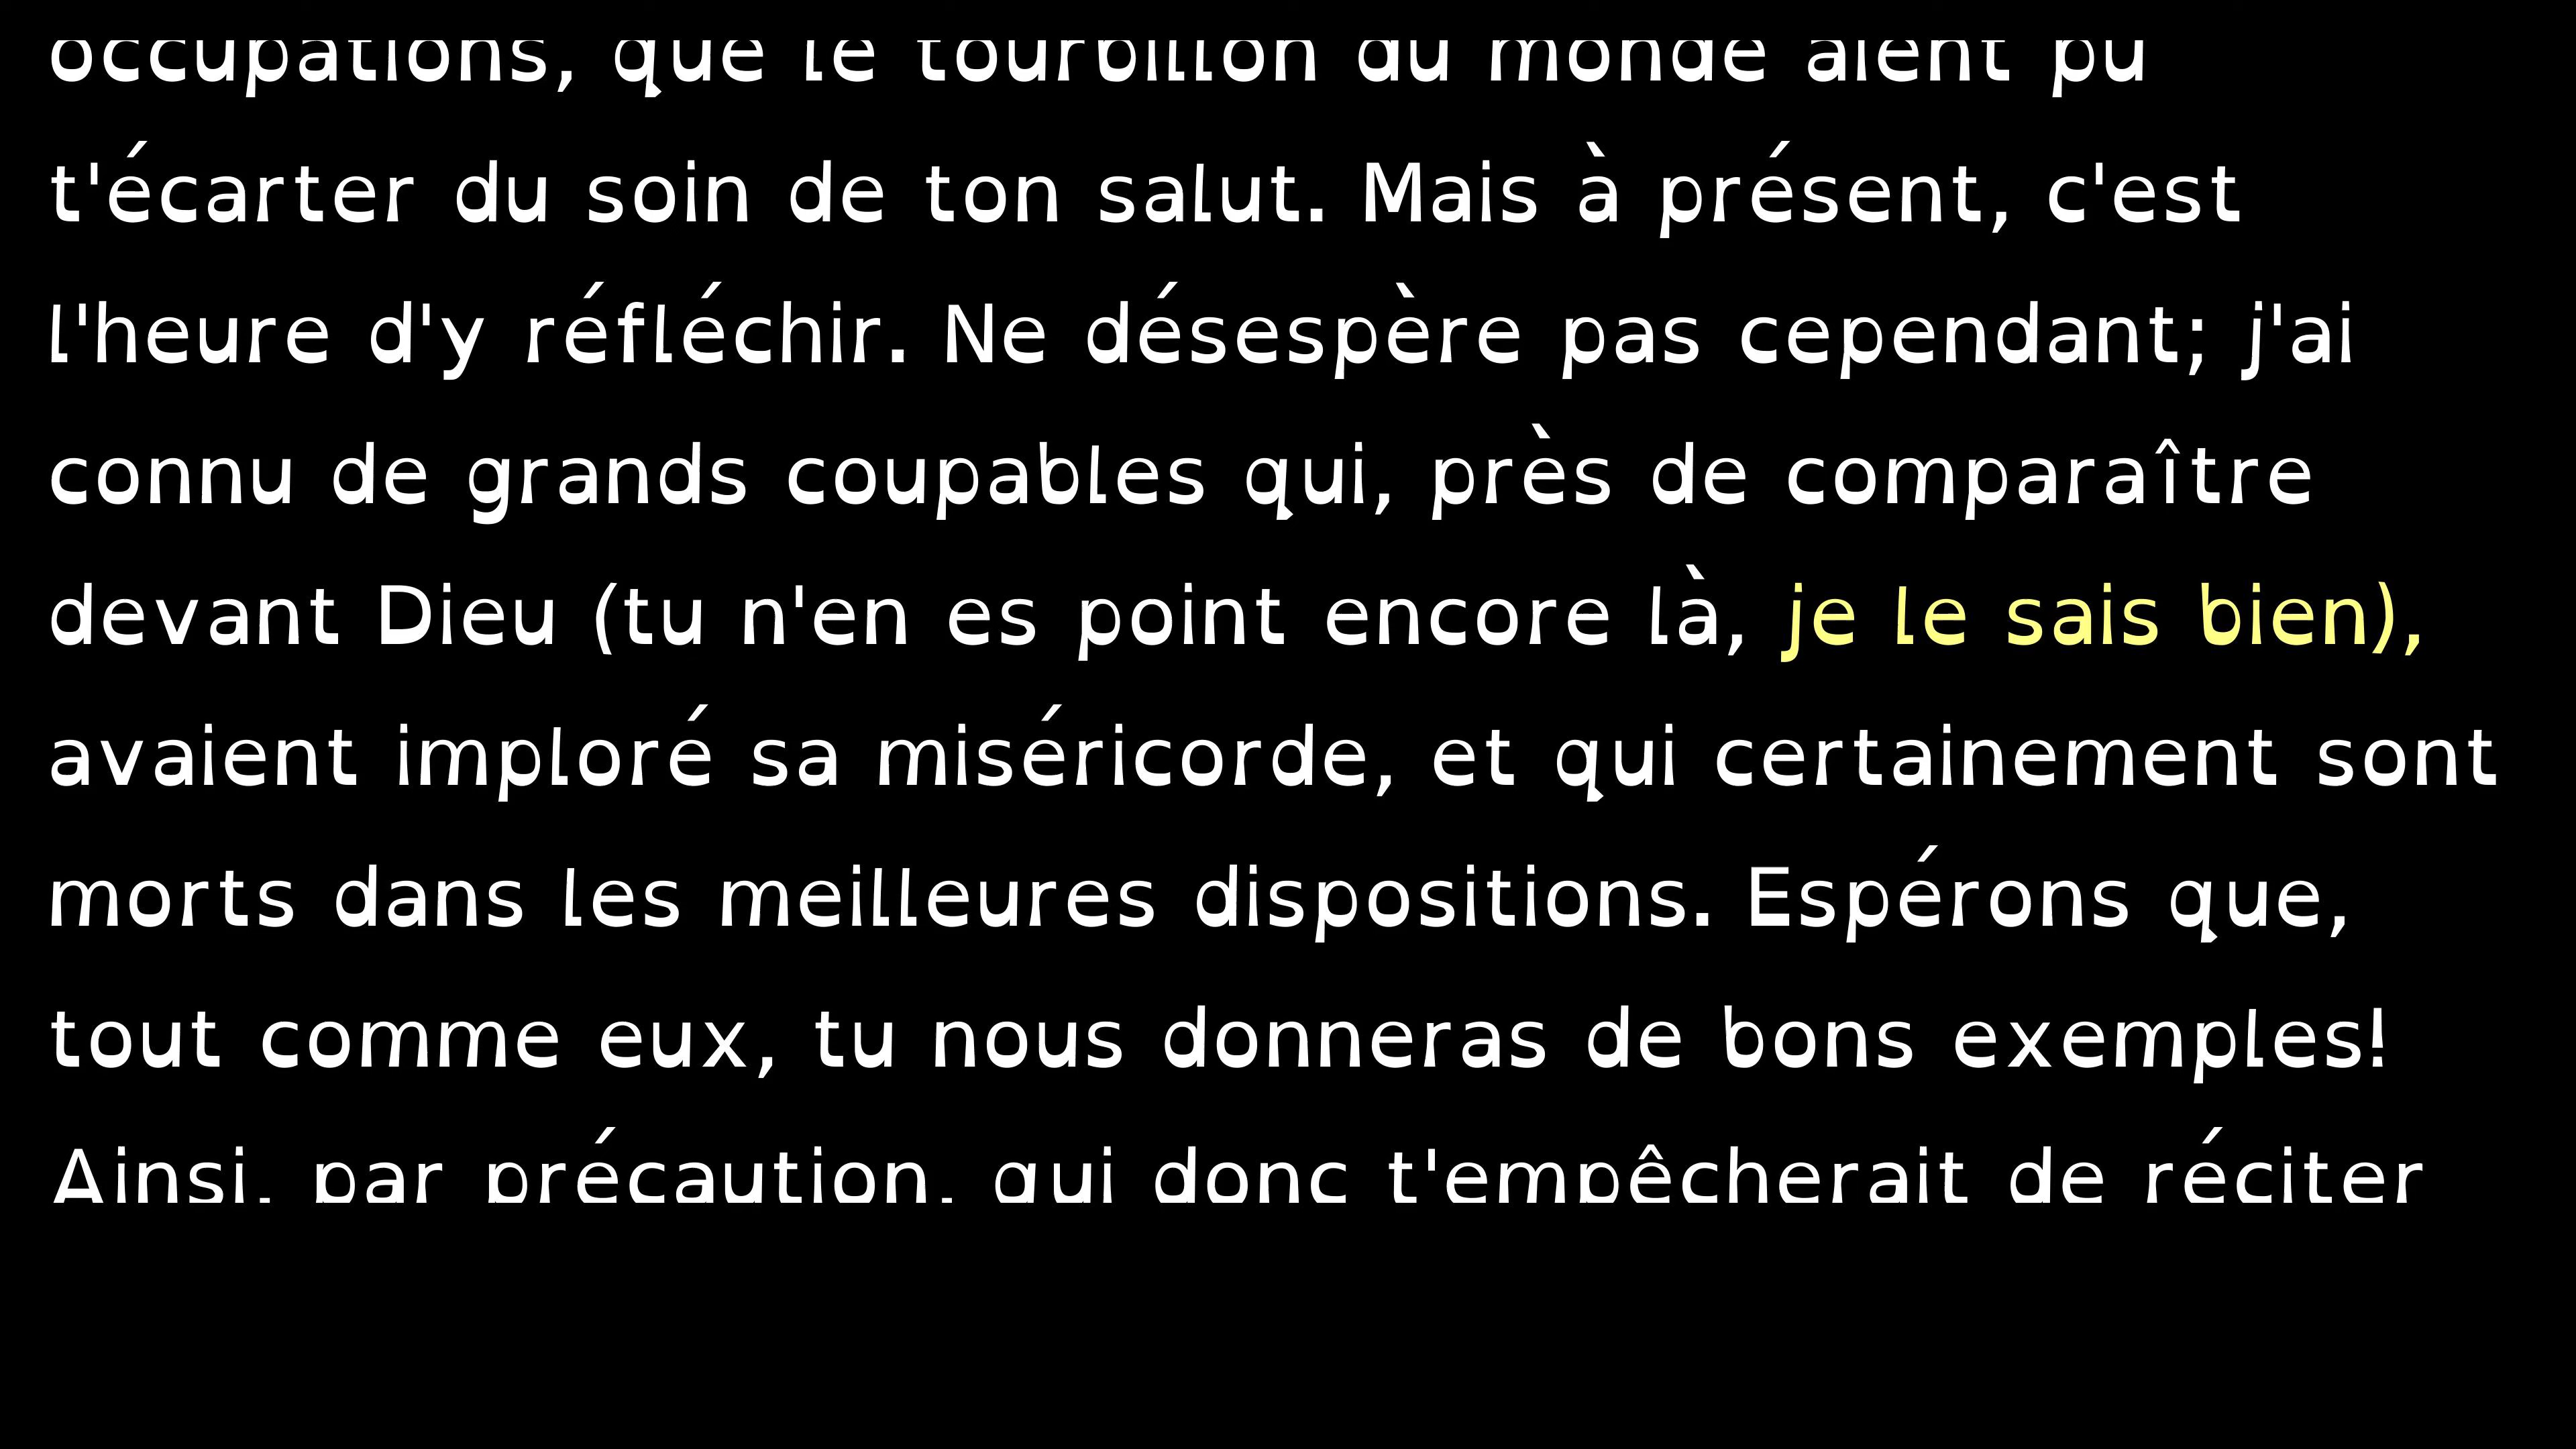 occupations, que le tourbillon du monde aient pu
t'écarter du soin de ton salut. Mais à présent, c'est
l'heure d'y réfléchir. Ne désespère pas cependant; j'ai
connu de grands coupables qui, près de comparaître
devant Dieu (tu n'en es point encore là, je le sais bien),
avaient imploré sa miséricorde, et qui certainement sont
morts dans les meilleures dispositions. Espérons que,
tout comme eux, tu nous donneras de bons exemples!
Ainsi, par précaution, qui donc t'empêcherait de réciter